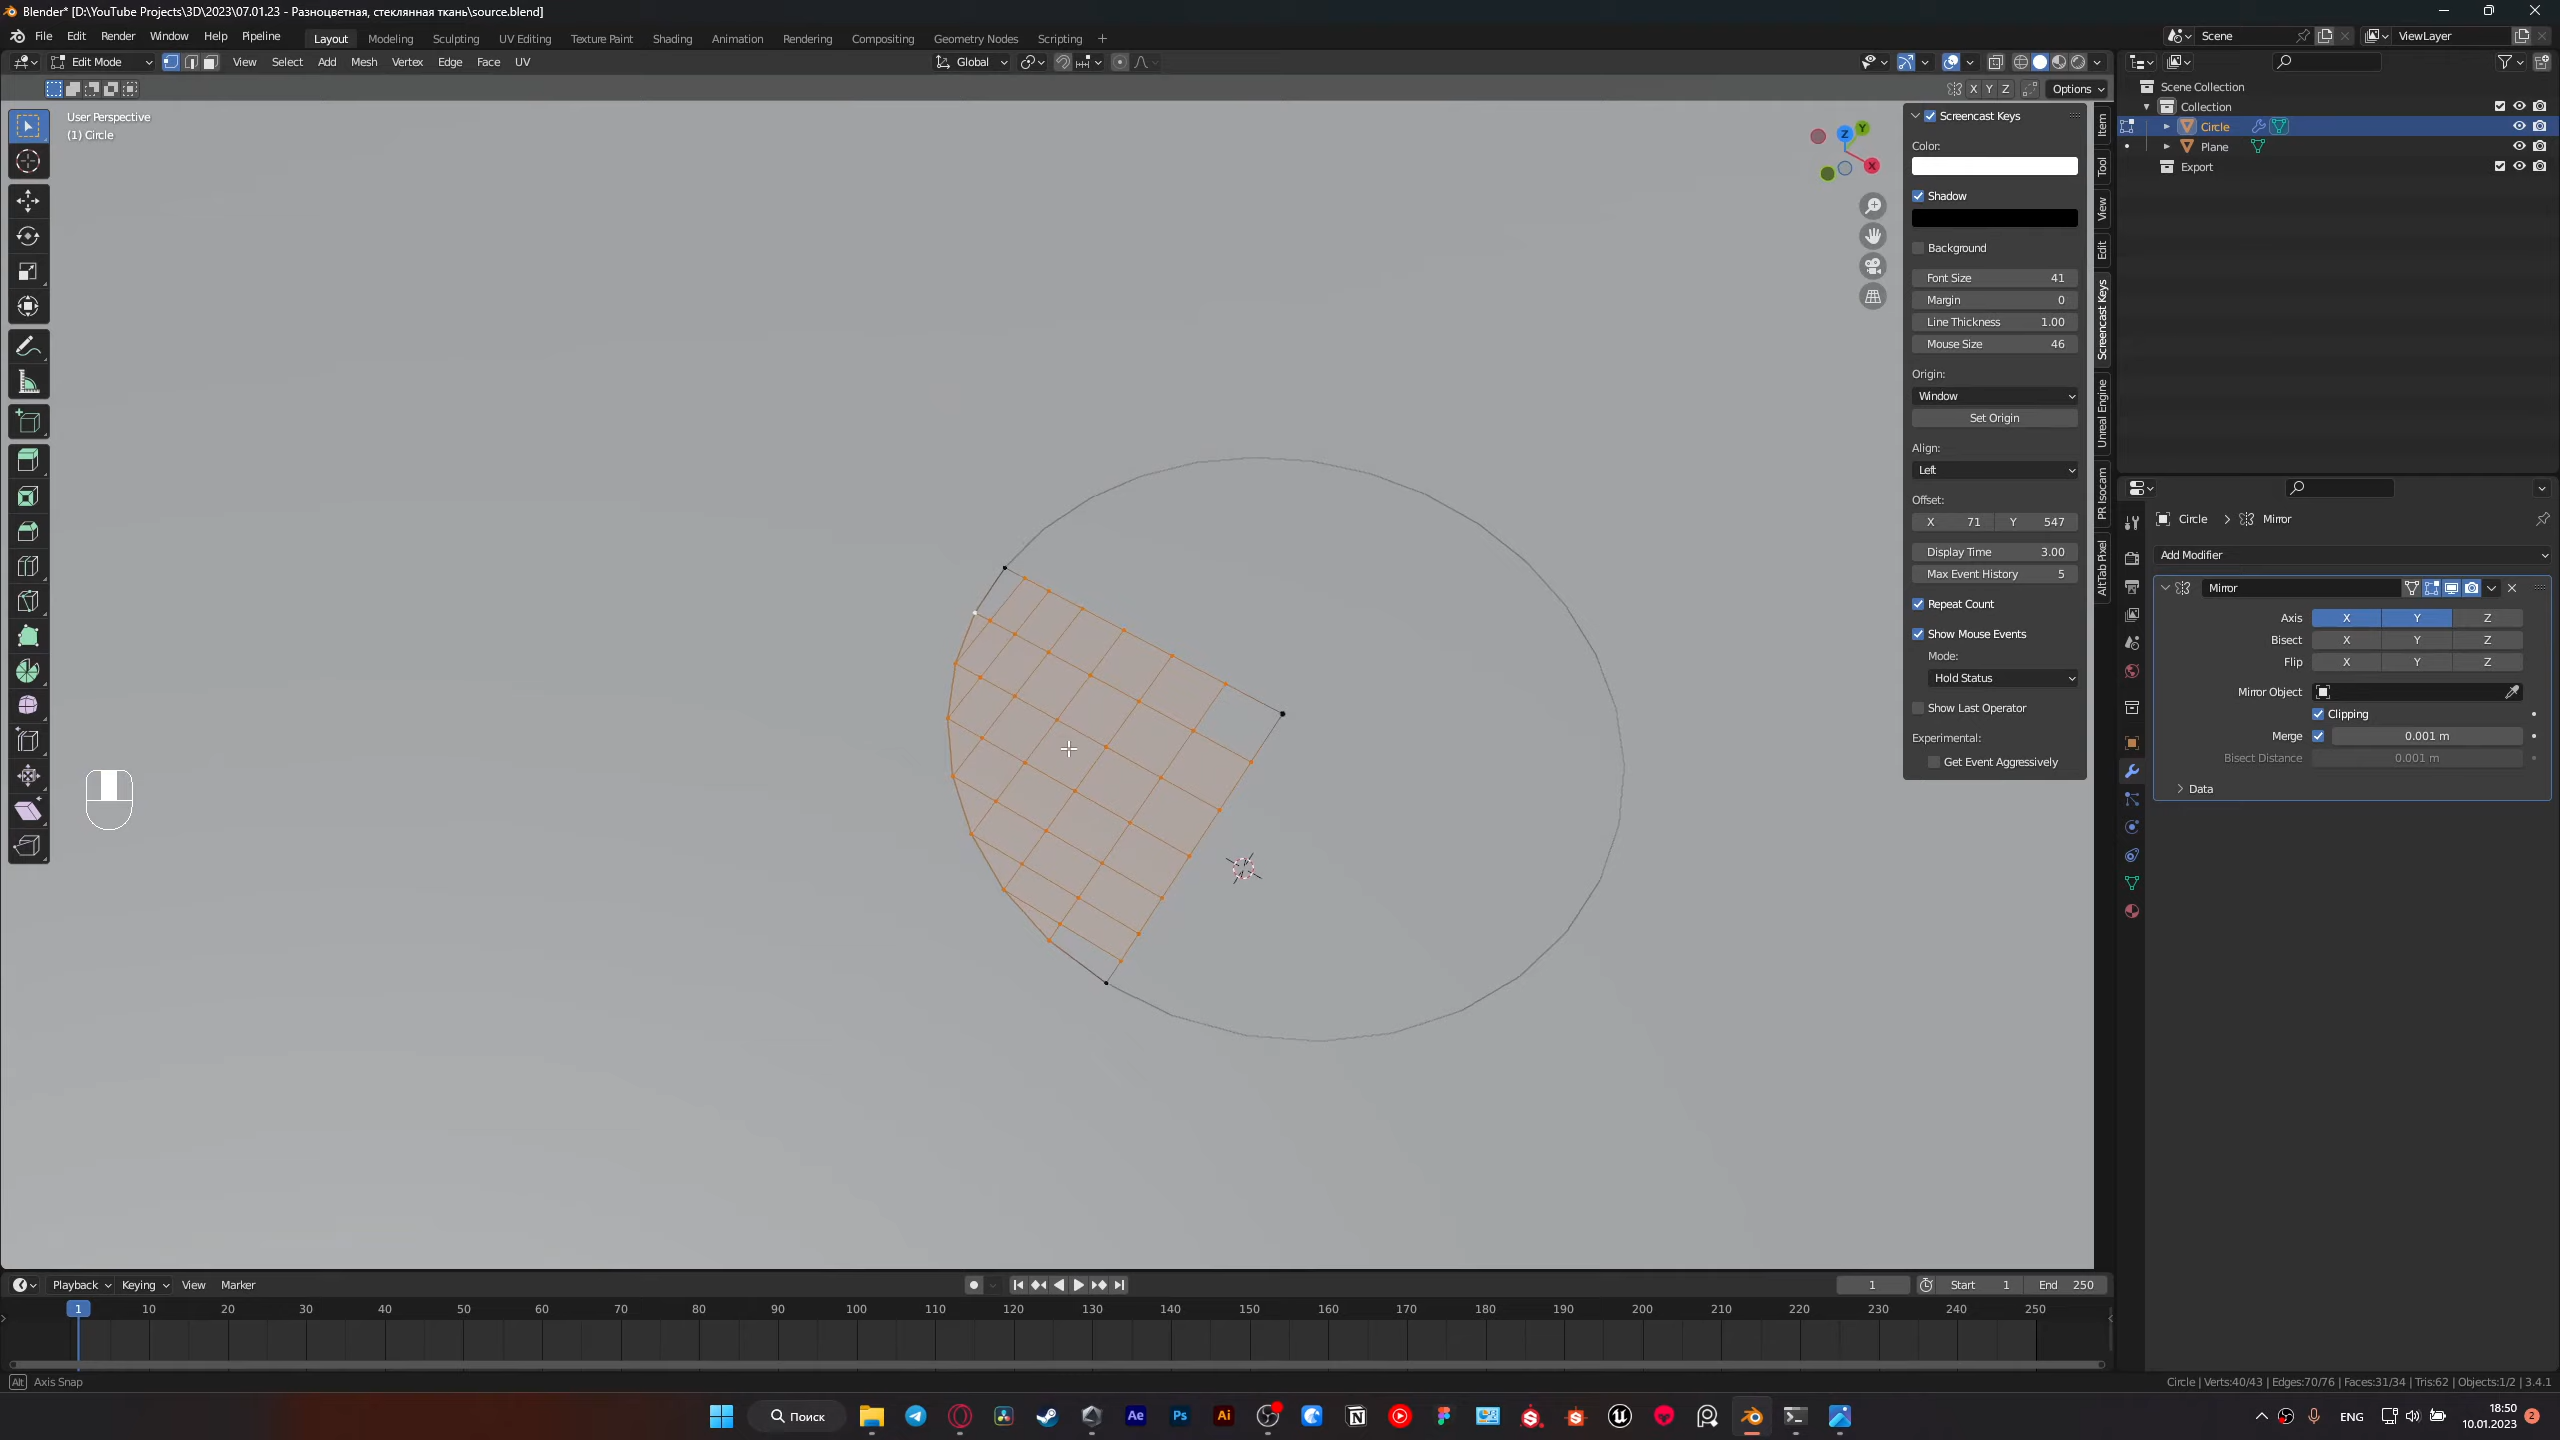 Blender* [D:\YouTube Projects\3D\2023\07.01.23 - Разноцветная, стеклянная ткань\source.blend]
File Edit Render Window Help Pipeline
Layout Modeling Sculpting UV Editing Texture Paint Shading Animation Rendering Compositing Geometry Nodes Scripting +
Scene
ViewLayer
Edit Mode View Select Add Mesh Vertex Edge Face UV
Global
X Y Z Options
User Perspective
(1) Circle
Z
Y
X
Screencast Keys
Color:
Shadow
Background
Font Size 41
Margin 0
Line Thickness 1.00
Mouse Size 46
Origin:
Window
Set Origin
Align:
Left
Offset:
X 71 Y 547
Display Time 3.00
Max Event History 5
Repeat Count
Show Mouse Events
Mode:
Hold Status
Show Last Operator
Experimental:
Get Event Aggressively
Item
Tool
View
Edit
Screencast Keys
Unreal Engine
PR Isocam
AltTab Pixel
Scene Collection
Collection
Circle
Plane
Export
Circle > Mirror
Add Modifier
Mirror
Axis X Y Z
Bisect X Y Z
Flip X Y Z
Mirror Object
Clipping
Merge 0.001 m
Bisect Distance 0.001 m
Data
Playback Keying View Marker
1 Start 1 End 250
1 10 20 30 40 50 60 70 80 90 100 110 120 130 140 150 160 170 180 190 200 210 220 230 240 250
Alt Axis Snap
Circle | Verts:40/43 | Edges:70/76 | Faces:31/34 | Tris:62 | Objects:1/2 | 3.4.1
Поиск
Ae
Ps
Ai
ENG
18:50
10.01.2023
2